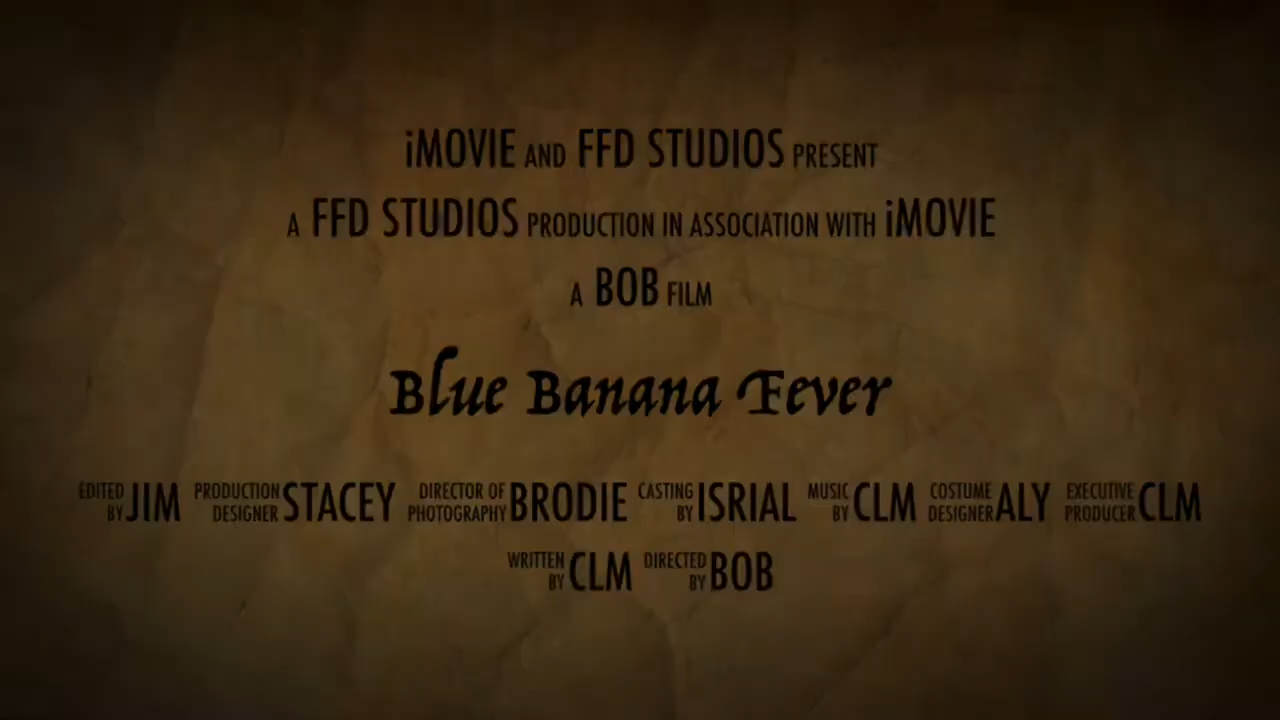 iMOVIE AND FFD STUDIOS PRESENT
A FFD STUDIOS PRODUCTION IN ASSOCIATION WITH iMOVIE
A BOB FILM
Blue Banana Fever
EDITED BY JIM PRODUCTION DESIGNER STACEY DIRECTOR OF PHOTOGRAPHY BRODIE CASTING BY ISRIAL MUSIC BY CLM COSTUME DESIGNER ALY EXECUTIVE PRODUCER CLM
WRITTEN BY CLM DIRECTED BY BOB